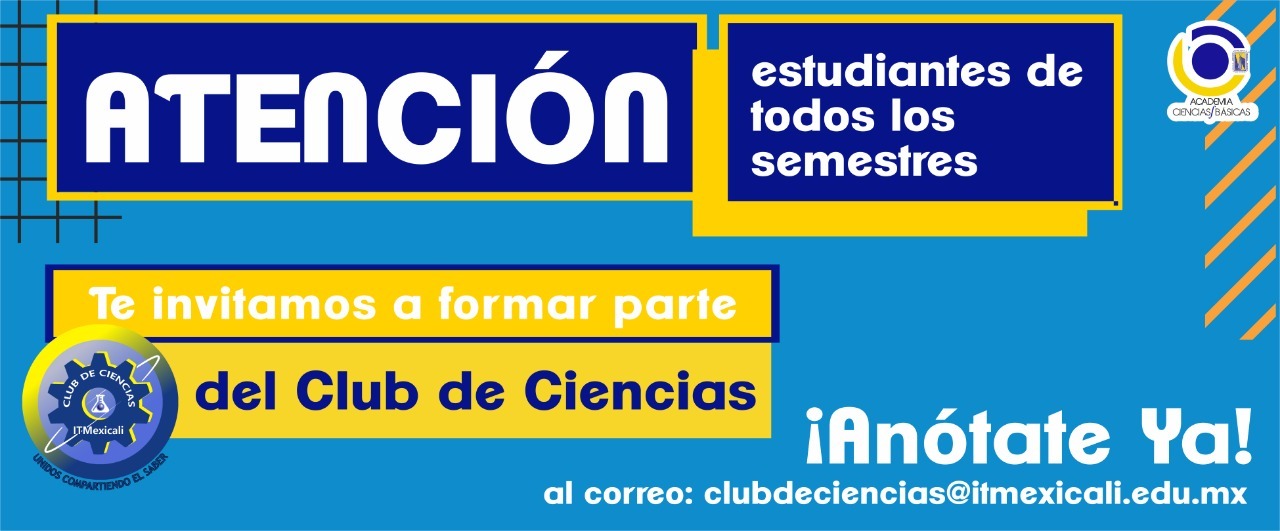 ATENCIÓN
estudiantes de
todos los
semestres
ACADEMIA
CIENCIAS BÁSICAS
Te invitamos a formar parte
del Club de Ciencias
CLUB DE CIENCIAS
ITMexicali
UNIDOS COMPARTIENDO EL SABER
¡Anótate Ya!
al correo: clubdeciencias@itmexicali.edu.mx